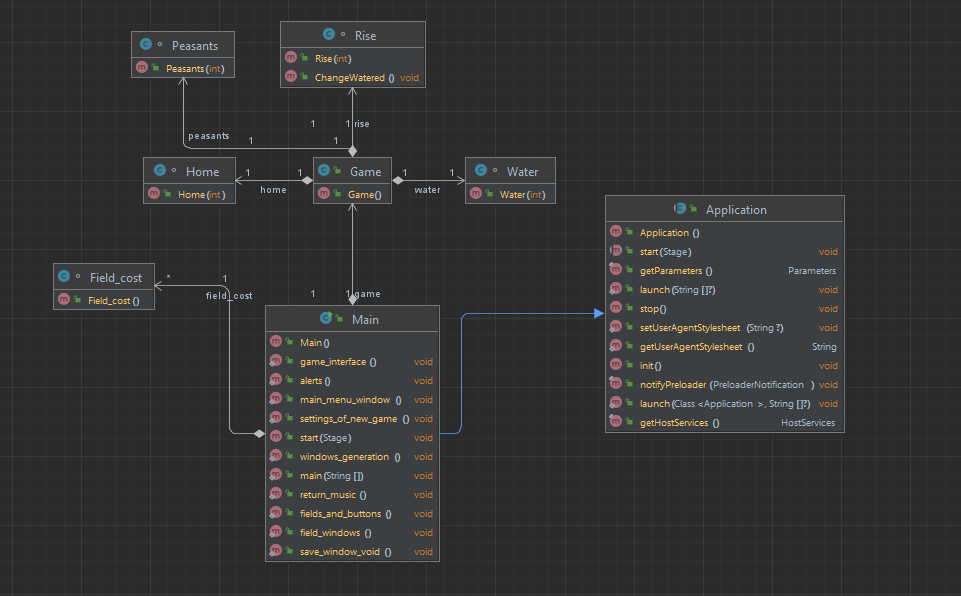 Peasants
Peasants(int)
Rise
Rise(int)
ChangeWatered () void
1
1
rise
peasants
1
1
Home
Home(int)
1
1
home
Game
Game()
1
1
water
Water
Water(int)
Field_cost
Field_cost()
*
1
field_cost
1
1
game
Main
Main()
game_interface () void
alerts() void
main_menu_window () void
settings_of_new_game () void
start(Stage) void
windows_generation () void
main(String []) void
return_music () void
fields_and_buttons () void
field_windows () void
save_window_void () void
Application
Application ()
start(Stage) void
getParameters () Parameters
launch(String []?) void
stop() void
setUserAgentStylesheet (String ?) void
getUserAgentStylesheet () String
init() void
notifyPreloader (PreloaderNotification ) void
launch(Class <Application >, String []?) void
getHostServices () HostServices